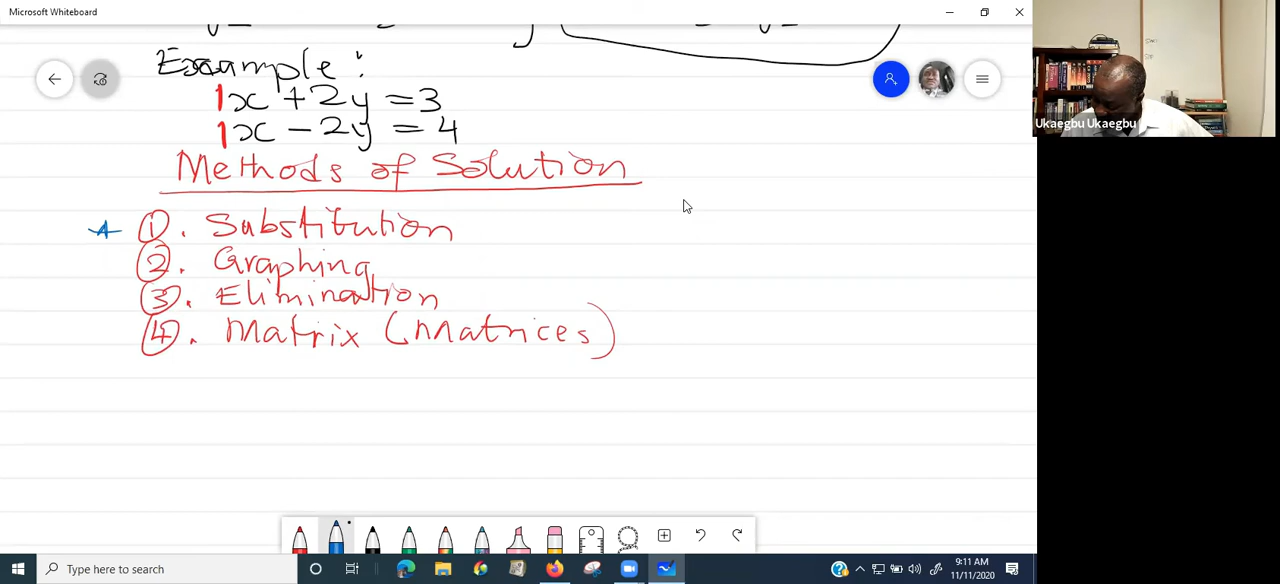 Microsoft Whiteboard
Example:
1x + 2y = 3
1x - 2y = 4
Methods of Solution
①. Substitution
②. Graphing
③. Elimination
④. Matrix (Matrices)
Ukaegbu Ukaegbu
Type here to search
9:11 AM
11/11/2020